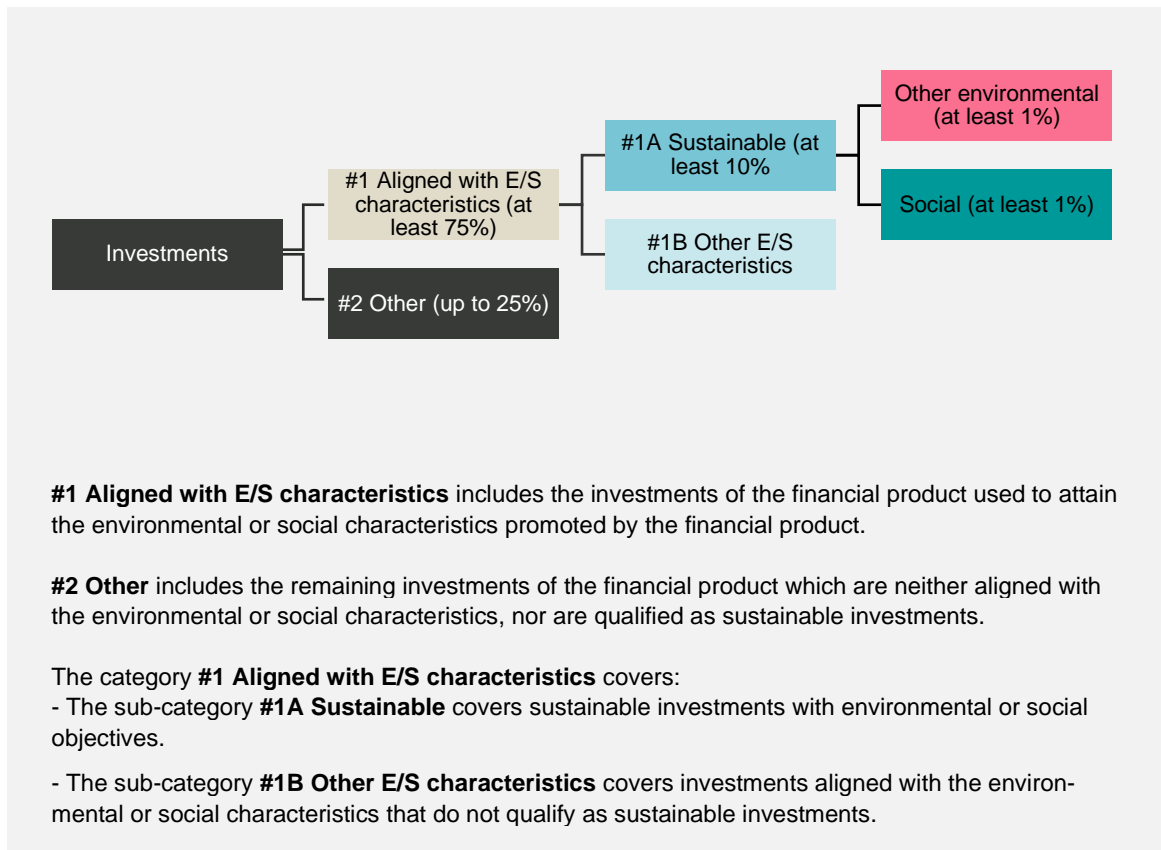 Other environmental
(at least 1%)
#1A Sustainable (at
least 10%
#1 Aligned with E/S
characteristics (at
least 75%)
Social (at least 1%)
Investments
#1B Other E/S
characteristics
#2 Other (up to 25%)
#1 Aligned with E/S characteristics includes the investments of the financial product used to attain
the environmental or social characteristics promoted by the financial product.
#2 Other includes the remaining investments of the financial product which are neither aligned with
the environmental or social characteristics, nor are qualified as sustainable investments.
The category #1 Aligned with E/S characteristics covers:
- The sub-category #1A Sustainable covers sustainable investments with environmental or social
objectives.
- The sub-category #1B Other E/S characteristics covers investments aligned with the environ-
mental or social characteristics that do not qualify as sustainable investments.